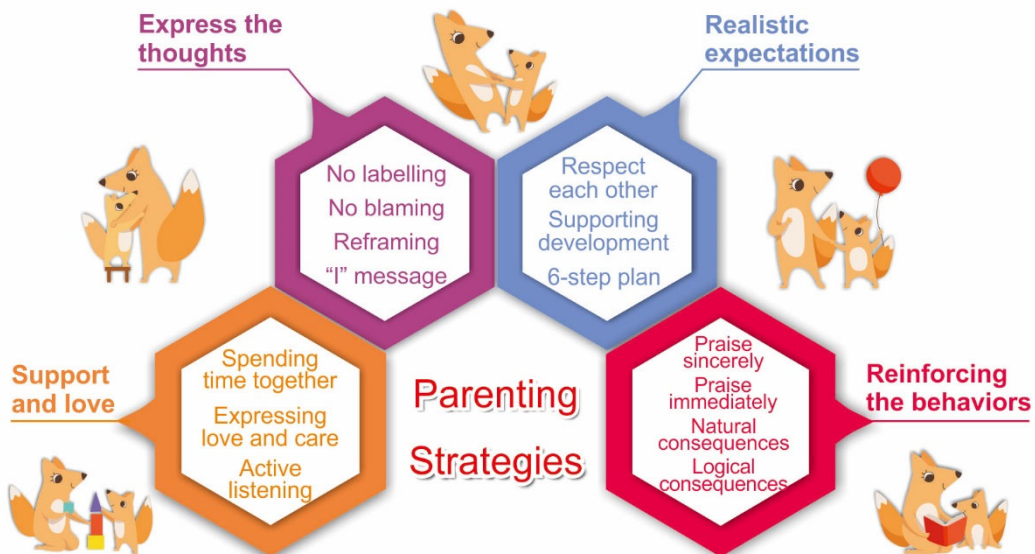 Express the
thoughts
Realistic
expectations
No labelling
No blaming
Reframing
“I” message
Respect
each other
Supporting
development
6-step plan
Support
and love
Spending
time together
Expressing
love and care
Active
listening
Parenting
Strategies
Praise
sincerely
Praise
immediately
Natural
consequences
Logical
consequences
Reinforcing
the behaviors